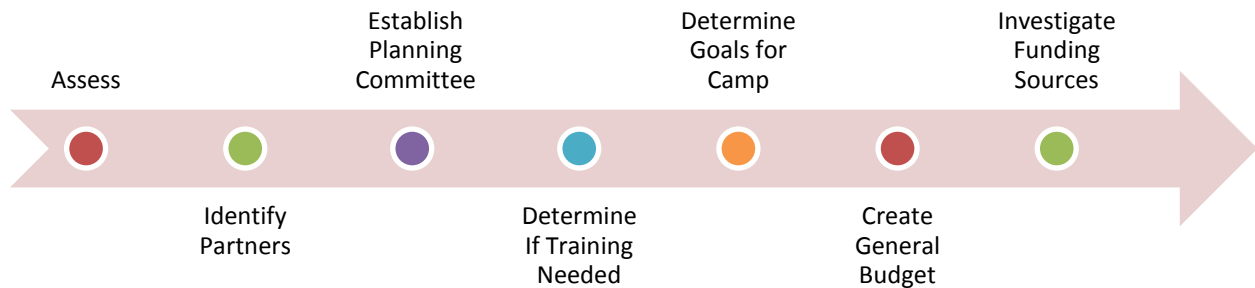 Assess
Identify
Partners
Establish
Planning
Committee
Determine
If Training
Needed
Determine
Goals for
Camp
Create
General
Budget
Investigate
Funding
Sources